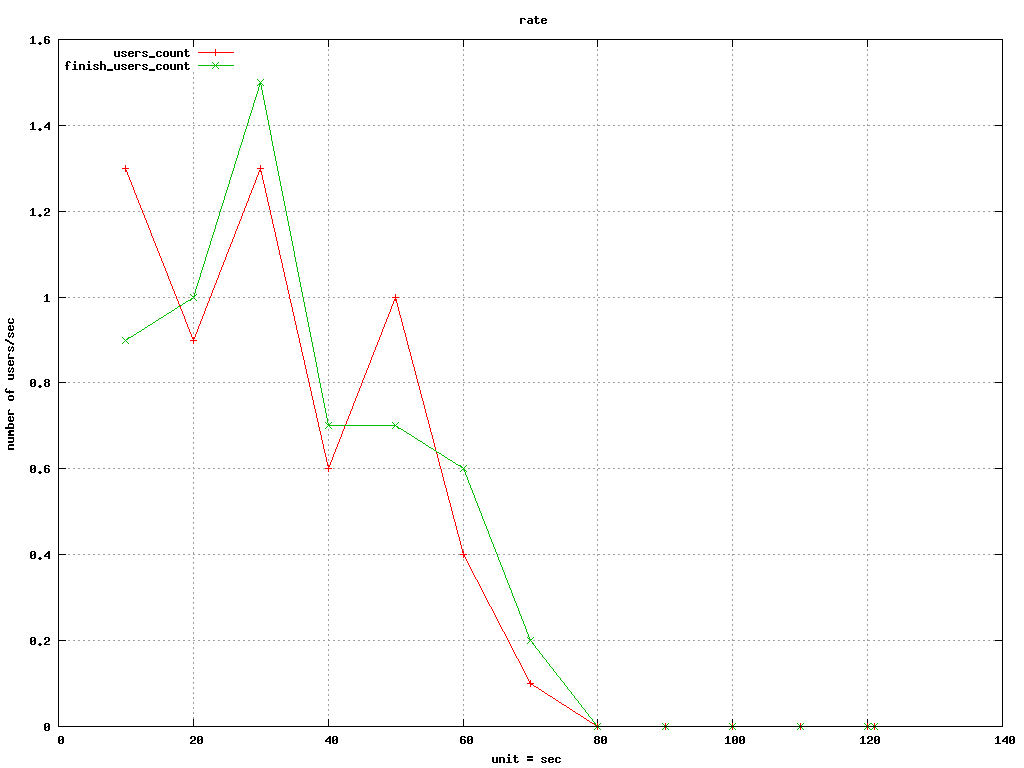 rate
1.6
users_count
finish_users_count
1.4
1.2
1
0.8
0.6
0.4
0.2
0
number of users/sec
0 20 40 60 80 100 120 140
unit = sec